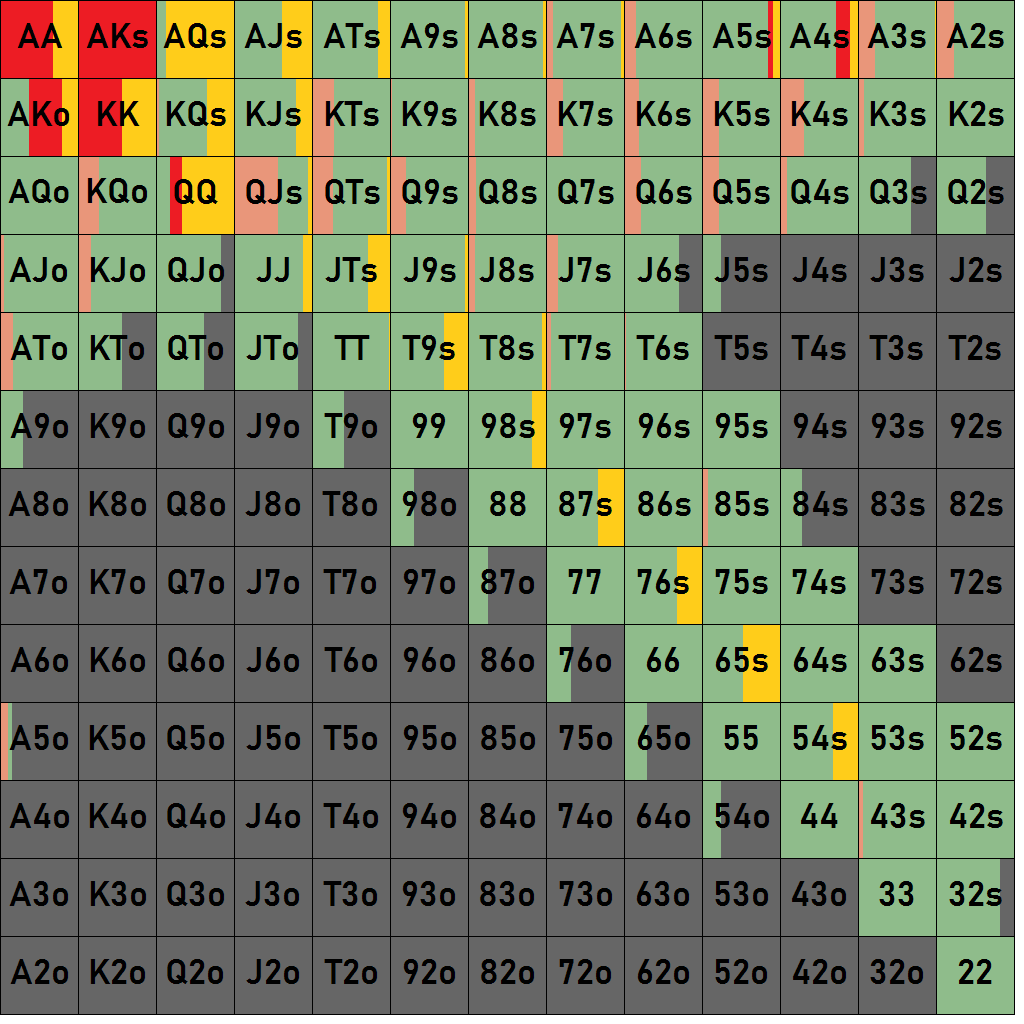 AA AKs AQs AJs ATs A9s A8s A7s A6s A5s A4s A3s A2s
AKo KK KQs KJs KTs K9s K8s K7s K6s K5s K4s K3s K2s
AQo KQo QQ QJs QTs Q9s Q8s Q7s Q6s Q5s Q4s Q3s Q2s
AJo KJo QJo JJ JTs J9s J8s J7s J6s J5s J4s J3s J2s
ATo KTo QTo JTo TT T9s T8s T7s T6s T5s T4s T3s T2s
A9o K9o Q9o J9o T9o 99 98s 97s 96s 95s 94s 93s 92s
A8o K8o Q8o J8o T8o 98o 88 87s 86s 85s 84s 83s 82s
A7o K7o Q7o J7o T7o 97o 87o 77 76s 75s 74s 73s 72s
A6o K6o Q6o J6o T6o 96o 86o 76o 66 65s 64s 63s 62s
A5o K5o Q5o J5o T5o 95o 85o 75o 65o 55 54s 53s 52s
A4o K4o Q4o J4o T4o 94o 84o 74o 64o 54o 44 43s 42s
A3o K3o Q3o J3o T3o 93o 83o 73o 63o 53o 43o 33 32s
A2o K2o Q2o J2o T2o 92o 82o 72o 62o 52o 42o 32o 22